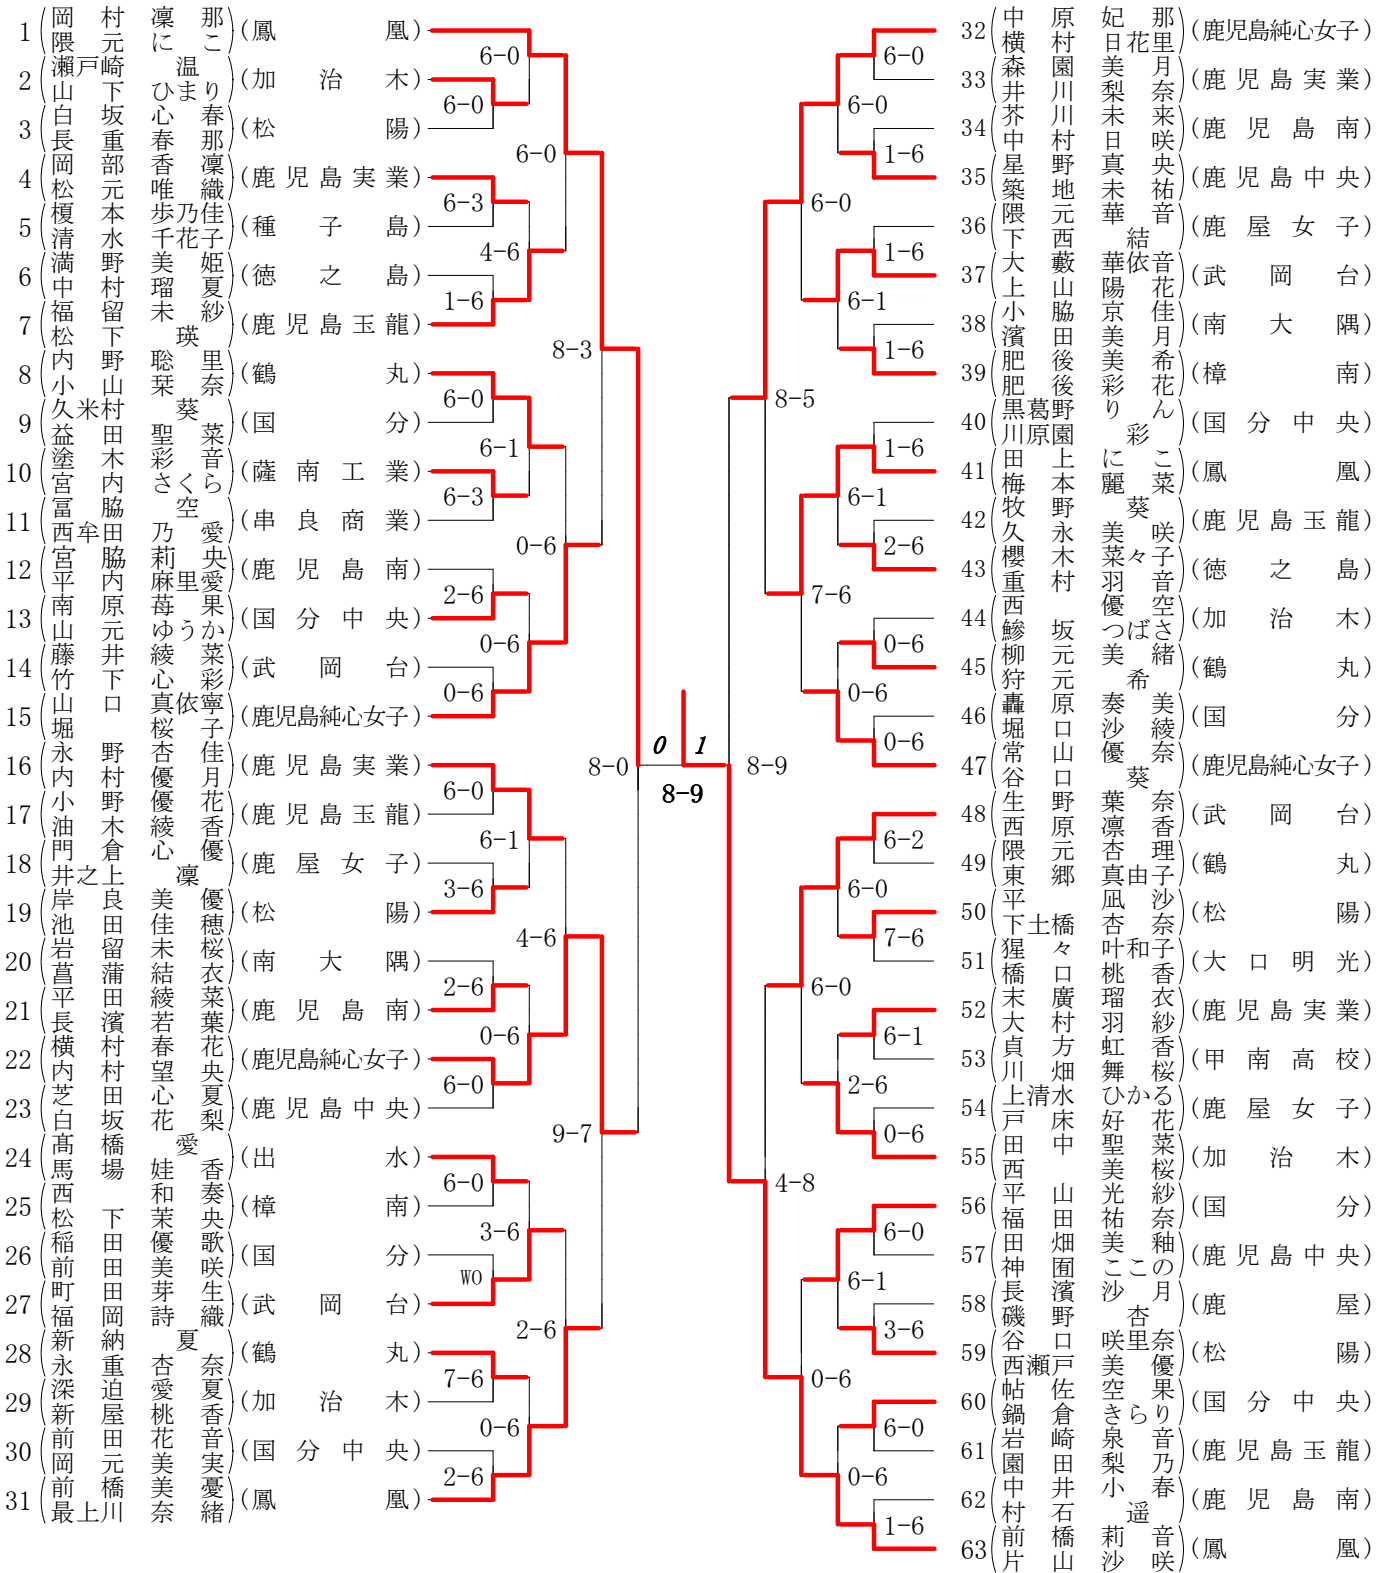 1 岡村凜那 隈元にこ (鳳凰)
2 瀬戸崎温 山下ひまり (加治木)
3 白坂心春 長重春那 (松陽)
4 岡部香凜 松元唯織 (鹿児島実業)
5 榎本歩乃佳 清水千花子 (種子島)
6 満野美姫 中村瑠夏 (徳之島)
7 福留未紗 松下瑛 (鹿児島玉龍)
8 内野聡里 小山栞奈 (鶴丸)
9 久米村葵 益田聖菜 (国分)
10 塗木彩音 宮内さくら (薩南工業)
11 冨脇空 西牟田乃愛 (串良商業)
12 宮脇莉央 平内麻里愛 (鹿児島南)
13 南原苺果 山元ゆうか (国分中央)
14 藤井綾菜 竹下心彩 (武岡台)
15 山口真依寧 堀桜子 (鹿児島純心女子)
16 永野杏佳 内村優月 (鹿児島実業)
17 小野優花 油木綾香 (鹿児島玉龍)
18 門倉心優 井之上凜 (鹿屋女子)
19 岸良美優 池田佳穂 (松陽)
20 岩留未桜 菖蒲結衣 (南大隅)
21 平田綾菜 長濱若葉 (鹿児島南)
22 横村春花 内村望央 (鹿児島純心女子)
23 芝田心夏 白坂花梨 (鹿児島中央)
24 髙橋愛 馬場娃香 (出水)
25 西和奏 松下茉央 (樟南)
26 稲田優歌 前田美咲 (国分)
27 町田芽生 福岡詩織 (武岡台)
28 新納夏 永重杏奈 (鶴丸)
29 深迫愛夏 新屋桃香 (加治木)
30 前田花音 岡元美実 (国分中央)
31 前橋美憂 最上川奈緒 (鳳凰)
6-0
6-0
6-0
6-3
4-6
1-6
8-3
6-0
6-1
6-3
0-6
2-6
0-6
0-6
8-0
6-0
6-1
3-6
4-6
2-6
0-6
6-0
9-7
6-0
3-6
WO
2-6
7-6
0-6
2-6
0 1
8-9
32 中原妃那 横村日花里 (鹿児島純心女子)
33 森園美月 井川梨奈 (鹿児島実業)
34 芥川未来 中村日咲 (鹿児島南)
35 星野真央 築地未祐 (鹿児島中央)
36 隈元華音 下西結 (鹿屋女子)
37 大藪華依音 上山陽花 (武岡台)
38 小脇京佳 濱田美月 (南大隅)
39 肥後美希 肥後彩花 (樟南)
40 黒葛野りん 川原園彩 (国分中央)
41 田上にこ 梅本麗菜 (鳳凰)
42 牧野葵 久永美咲 (鹿児島玉龍)
43 櫻木菜々子 重村羽音 (徳之島)
44 西優空 鰺坂つばさ (加治木)
45 柳元美緒 狩元希 (鶴丸)
46 轟原奏美 堀口沙綾 (国分)
47 常山優奈 谷口葵 (鹿児島純心女子)
48 生野葉奈 西原凛香 (武岡台)
49 隈元杏理 東郷真由子 (鶴丸)
50 平凪沙 下土橋杏奈 (松陽)
51 猩々叶和子 橋口桃香 (大口明光)
52 末廣瑠衣 大村羽紗 (鹿児島実業)
53 貞方虹香 川畑舞桜 (甲南高校)
54 上清水ひかる 戸床好花 (鹿屋女子)
55 田中聖菜 西美桜 (加治木)
56 平山光紗 福田祐奈 (国分)
57 田畑美釉 神囿ここの (鹿児島中央)
58 長濱沙月 磯野杏 (鹿屋)
59 谷口咲里奈 西瀬戸美優 (松陽)
60 帖佐空果 鍋倉きらり (国分中央)
61 岩崎泉音 園田梨乃 (鹿児島玉龍)
62 中井小春 村石遥 (鹿児島南)
63 前橋莉音 片山沙咲 (鳳凰)
6-0
6-0
1-6
6-0
1-6
6-1
1-6
8-5
1-6
6-1
2-6
7-6
0-6
0-6
0-6
8-9
6-2
6-0
7-6
6-0
6-1
2-6
0-6
4-8
6-0
6-1
3-6
0-6
6-0
0-6
1-6